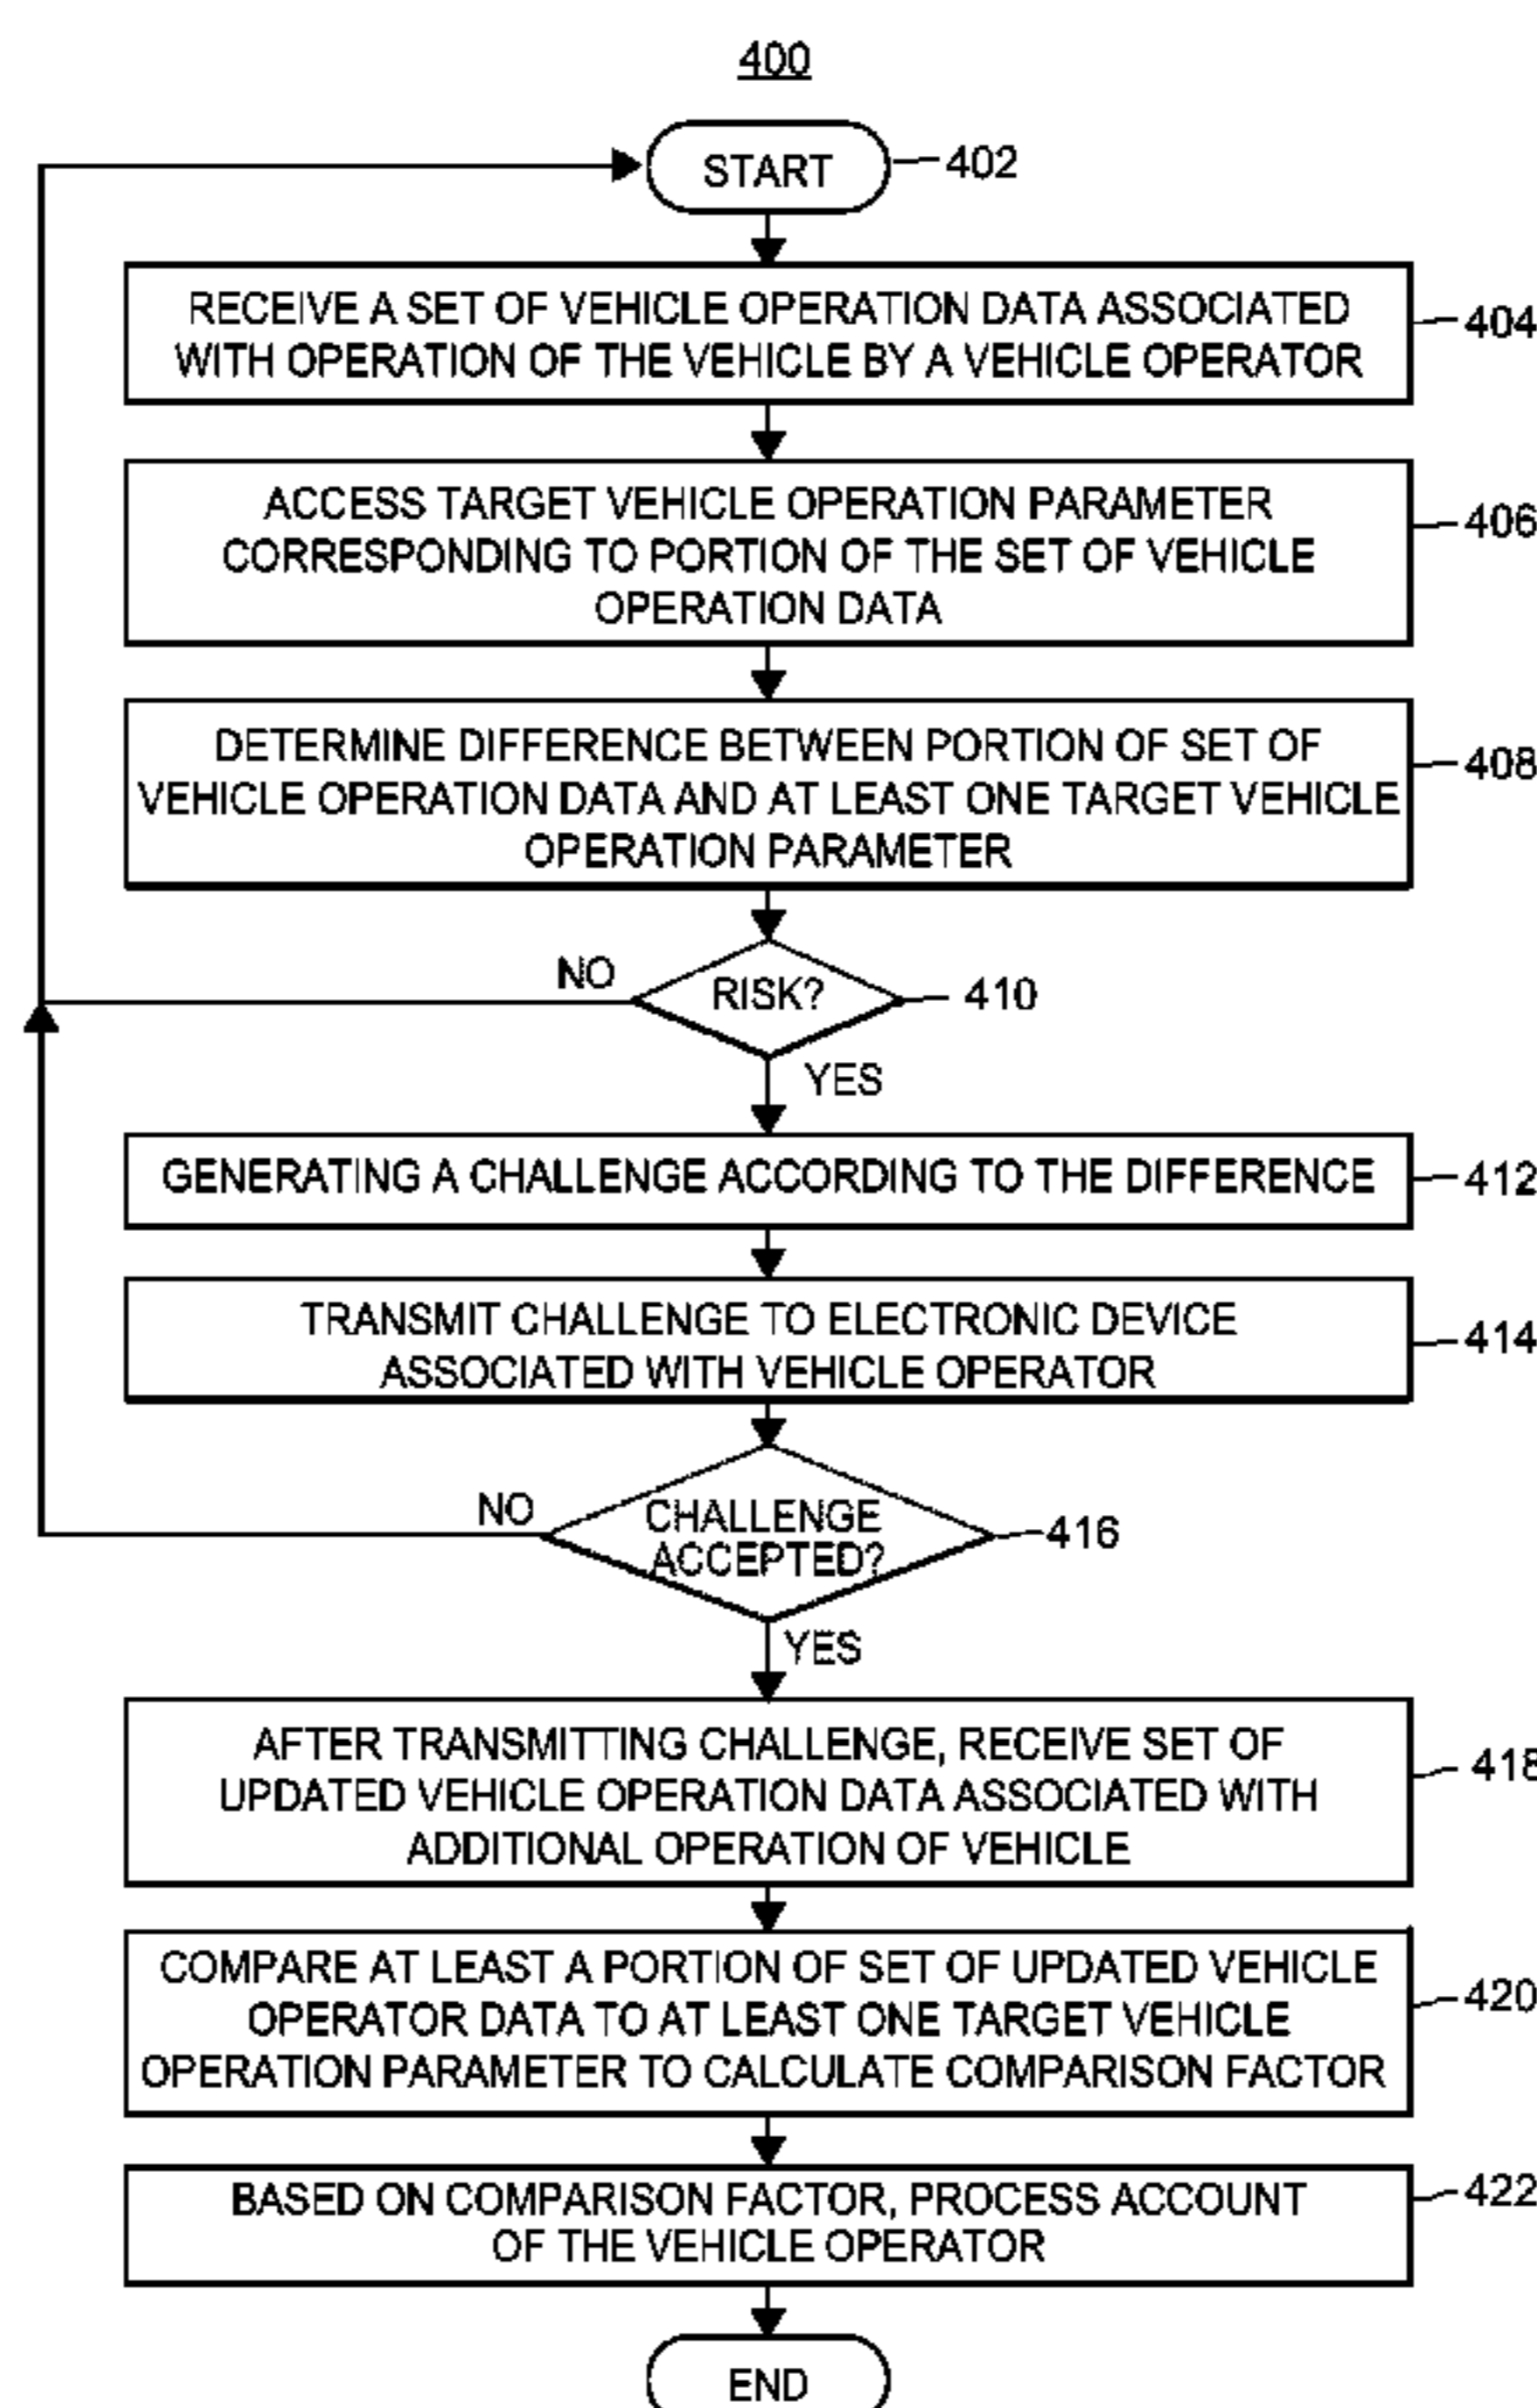 400
START
402
RECEIVE A SET OF VEHICLE OPERATION DATA ASSOCIATED
WITH OPERATION OF THE VEHICLE BY A VEHICLE OPERATOR
404
ACCESS TARGET VEHICLE OPERATION PARAMETER
CORRESPONDING TO PORTION OF THE SET OF VEHICLE
OPERATION DATA
406
DETERMINE DIFFERENCE BETWEEN PORTION OF SET OF
VEHICLE OPERATION DATA AND AT LEAST ONE TARGET VEHICLE
OPERATION PARAMETER
408
NO
RISK?
410
YES
GENERATING A CHALLENGE ACCORDING TO THE DIFFERENCE
412
TRANSMIT CHALLENGE TO ELECTRONIC DEVICE
ASSOCIATED WITH VEHICLE OPERATOR
414
NO
CHALLENGE
ACCEPTED?
416
YES
AFTER TRANSMITTING CHALLENGE, RECEIVE SET OF
UPDATED VEHICLE OPERATION DATA ASSOCIATED WITH
ADDITIONAL OPERATION OF VEHICLE
418
COMPARE AT LEAST A PORTION OF SET OF UPDATED VEHICLE
OPERATOR DATA TO AT LEAST ONE TARGET VEHICLE
OPERATION PARAMETER TO CALCULATE COMPARISON FACTOR
420
BASED ON COMPARISON FACTOR, PROCESS ACCOUNT
OF THE VEHICLE OPERATOR
422
END